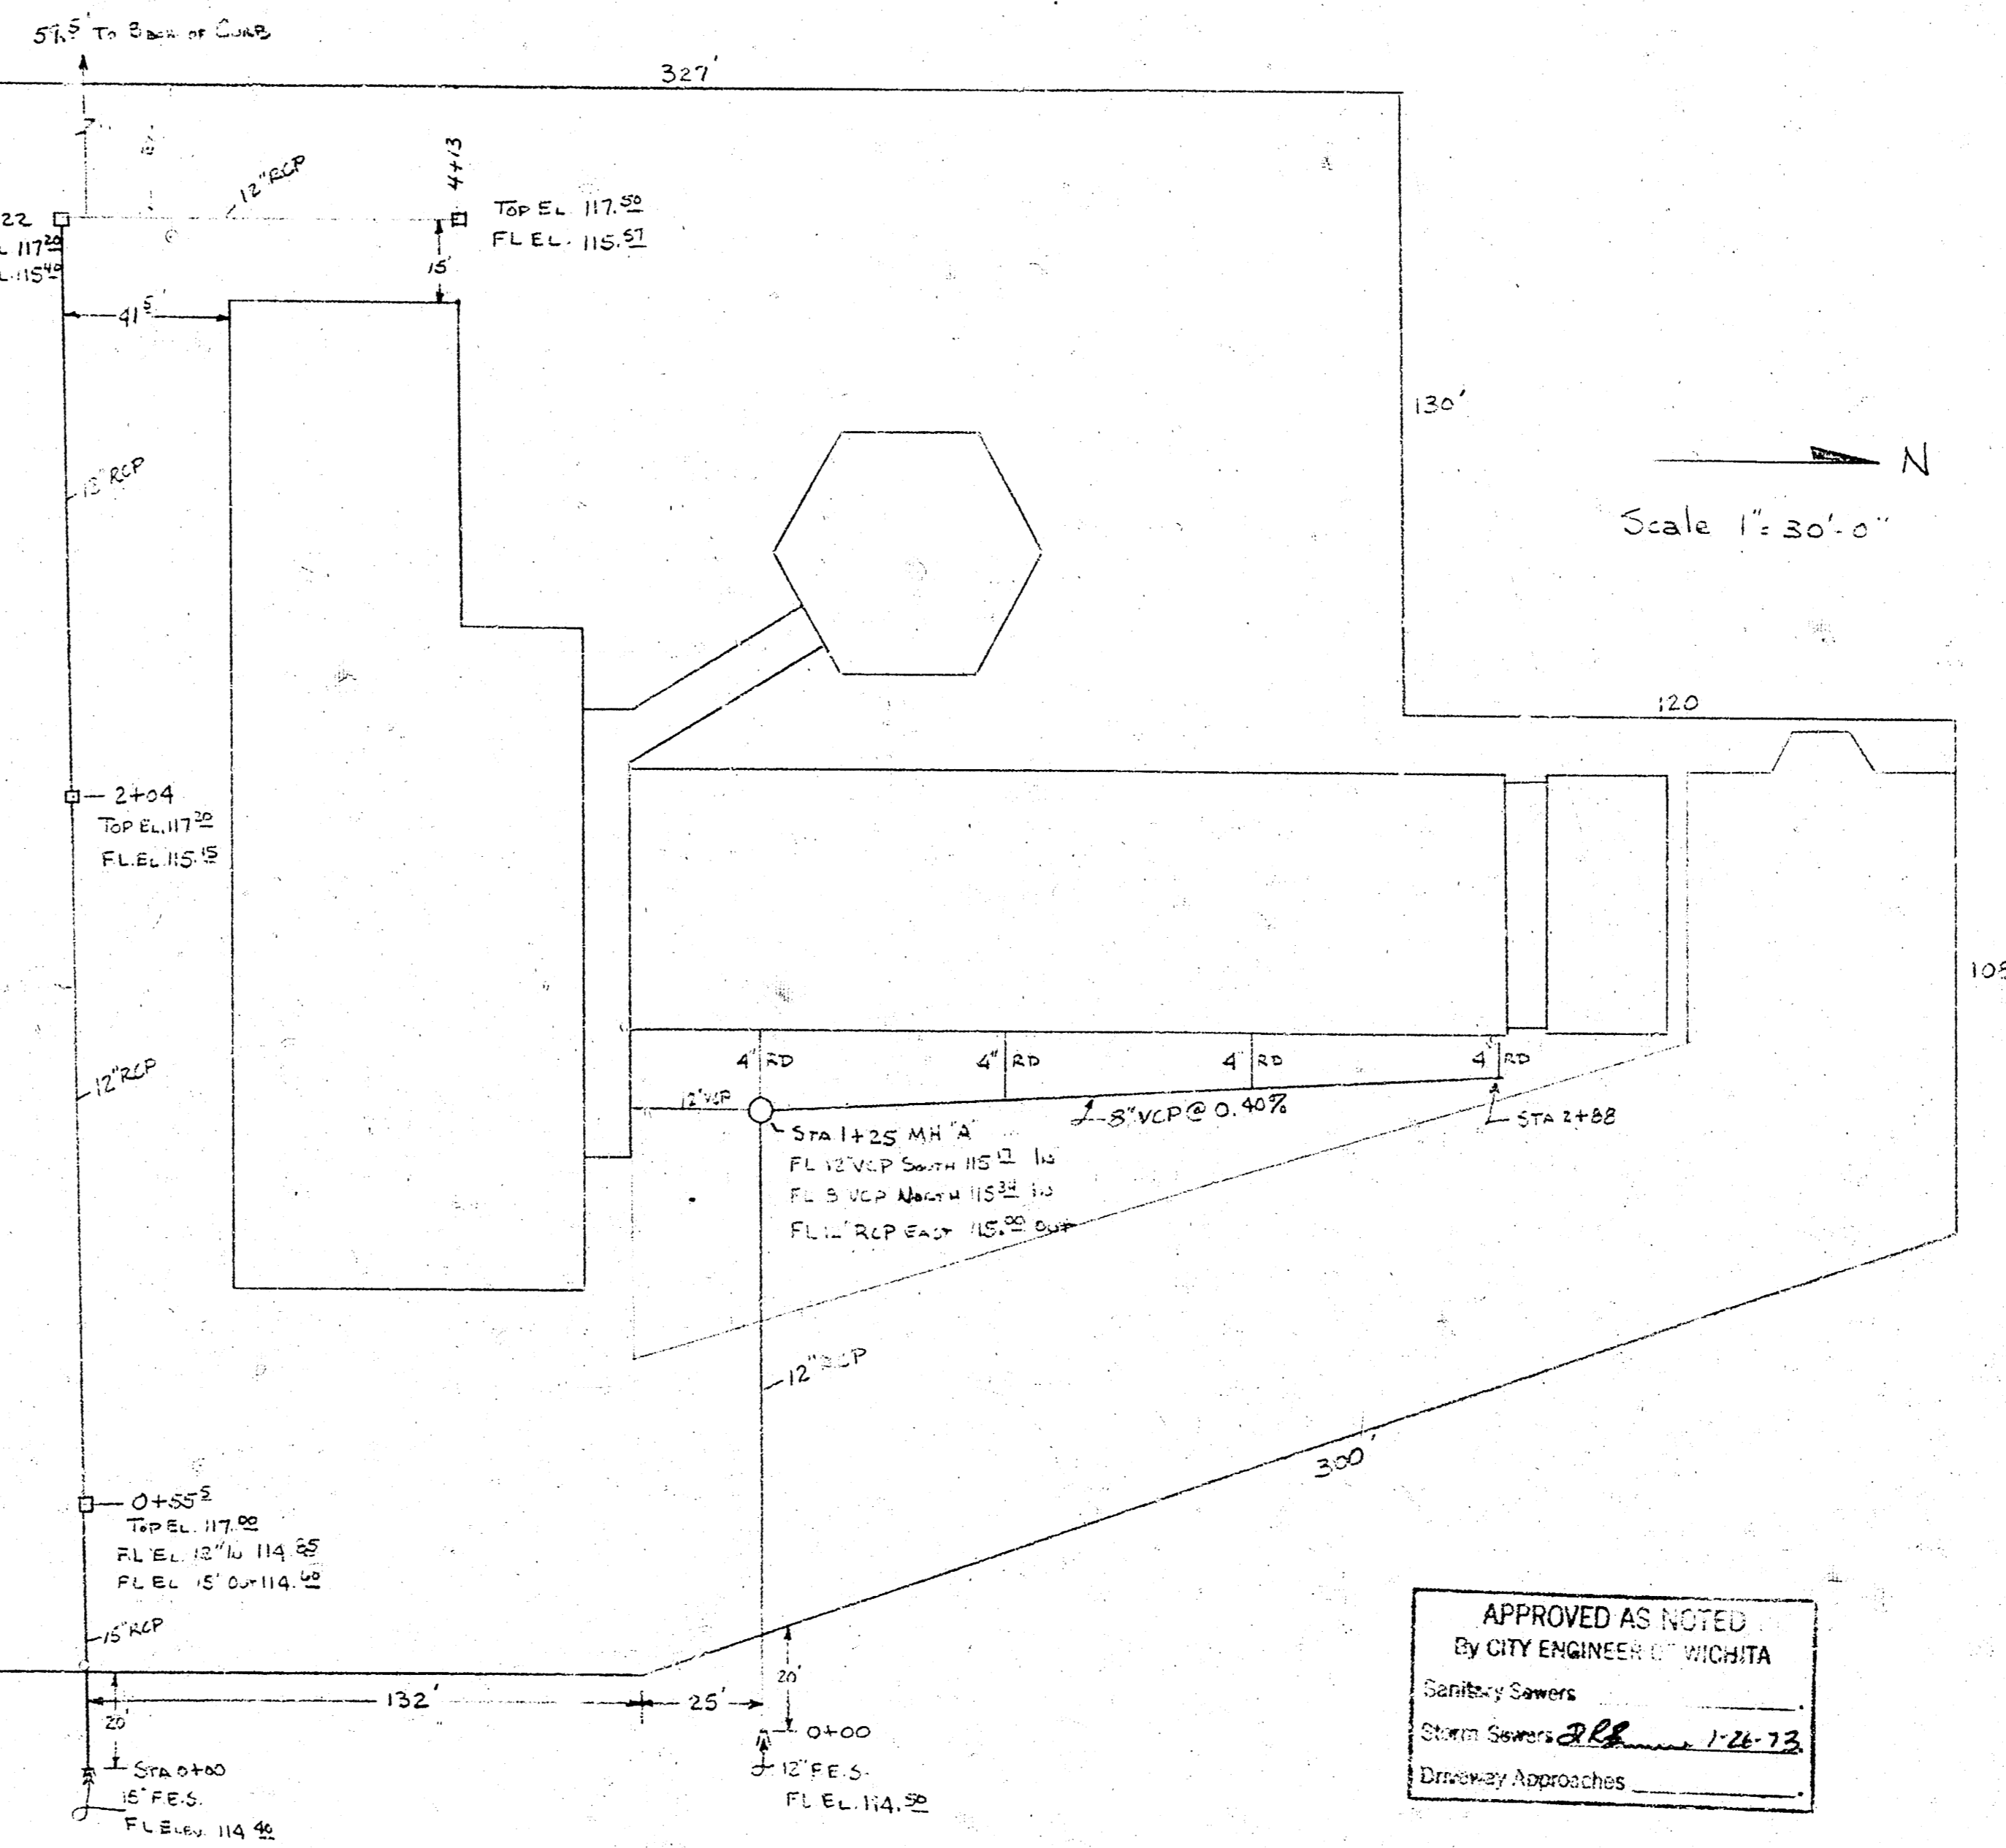 59.5' To Back of Curb
327'
12" RCP
4+13
Top El. 117.50
FL EL. 115.57
22
L 117 20
L. 115 40
15'
41 5'
130'
N
Scale 1" = 30'-0"
RCP
120
2+04
Top El. 117 20
F.L. El. 115.15
105
12" RCP
4" RD
4" RD
4" RD
4" RD
12" VCP
8" VCP @ 0.40%
STA 2+88
STA 1+25 MH "A"
FL 12" VCP South 115 17 In
FL 8" VCP North 115 34 In
FL 12" RCP East 115.00 Out
12" RCP
300'
0+55 5
Top El. 117.00
FL El. 12" In 114.85
FL El 15" Out 114.60
15" RCP
132'
25'
20'
20'
STA 0+00
15" F.E.S.
FL Elev. 114 40
0+00
12" F.E.S.
FL El. 114.50
APPROVED AS NOTED
By CITY ENGINEER OF WICHITA
Sanitary Sewers
Storm Sewers 1-26-73
Driveway Approaches